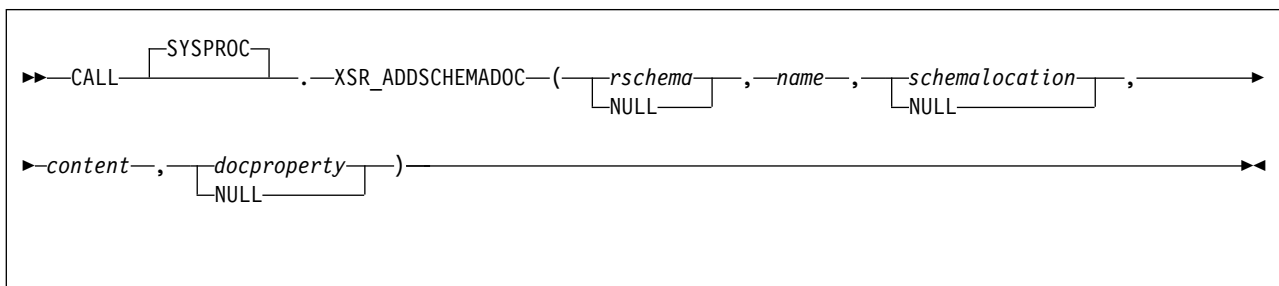 SYSPROC
CALL . XSR_ADDSCHEMADOC ( rschema , name , schemalocation ,
NULL NULL
content , docproperty )
NULL